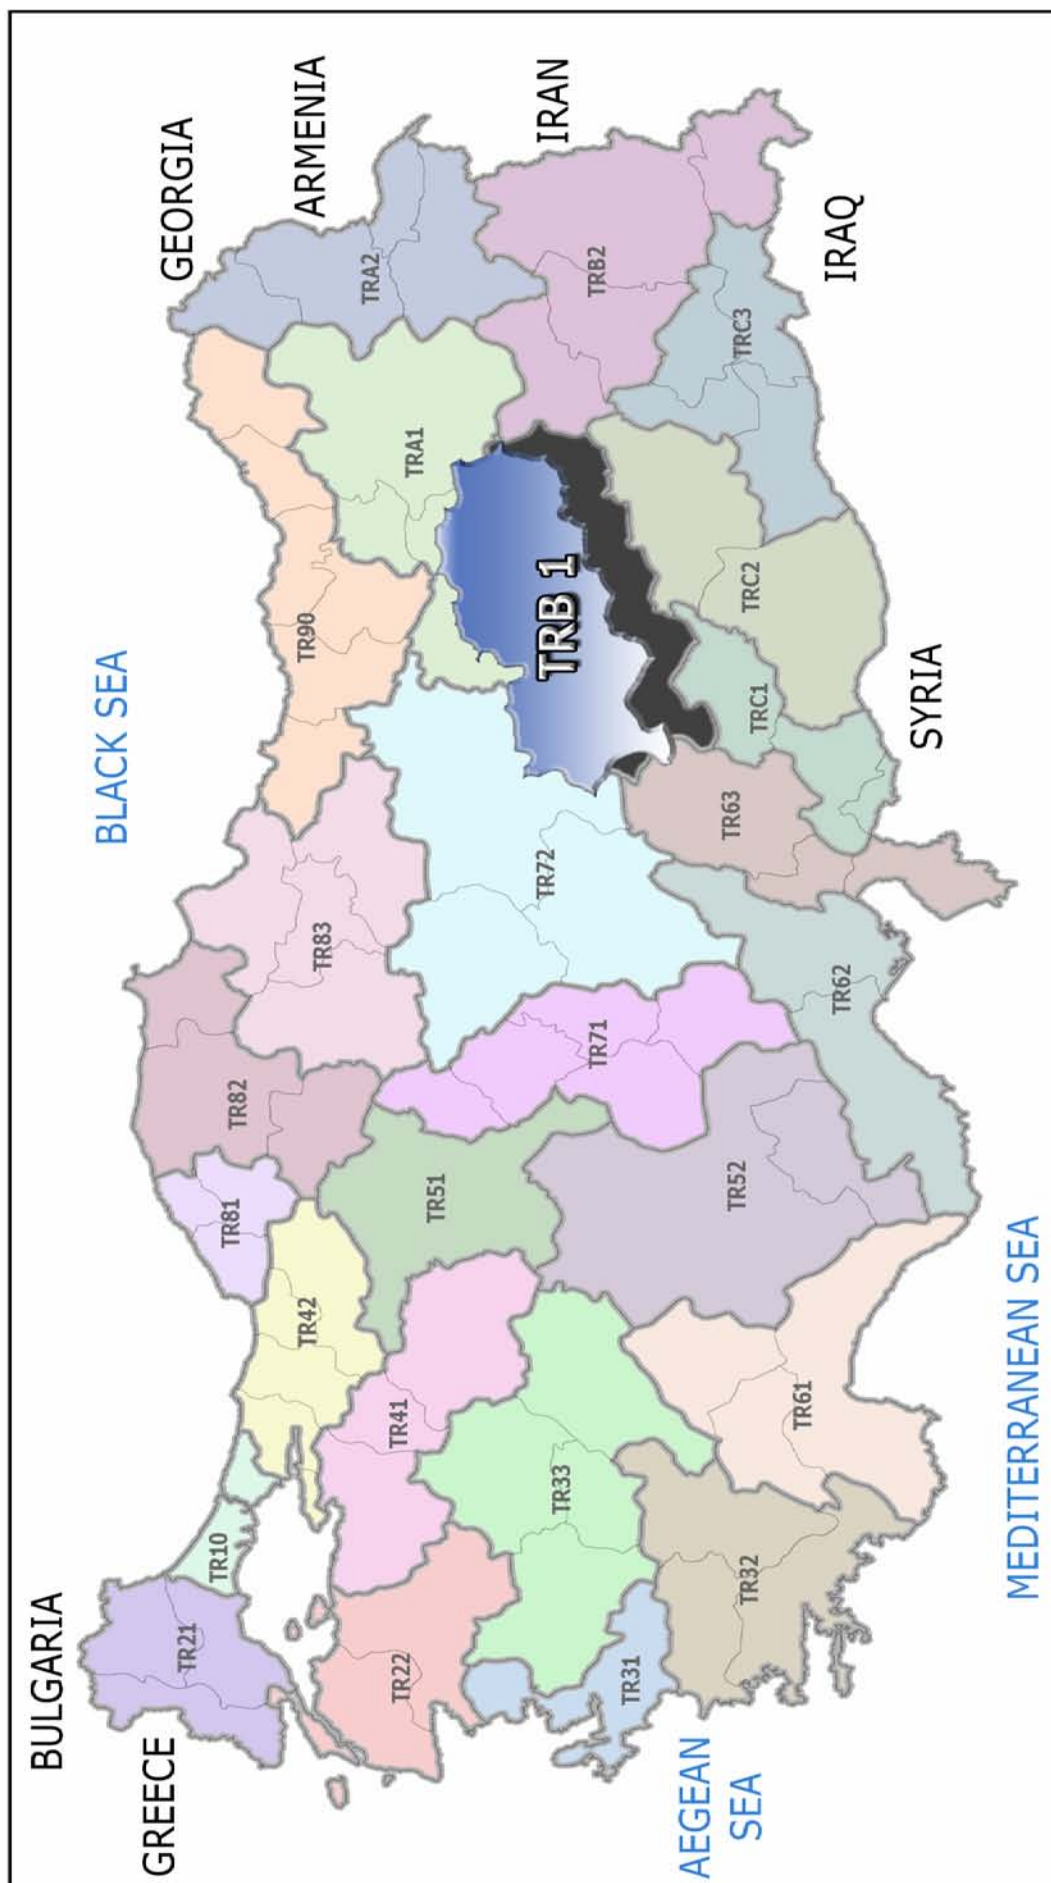 BULGARIA
GREECE
BLACK SEA
GEORGIA
ARMENIA
IRAN
IRAQ
SYRIA
MEDITERRANEAN SEA
AEGEAN
SEA
TR21
TR10
TR22
TR42
TR41
TR81
TR82
TR83
TR90
TRA1
TRA2
TR33
TR31
TR32
TR51
TR71
TR72
TRB 1
TRB2
TR61
TR52
TR62
TR63
TRC1
TRC2
TRC3